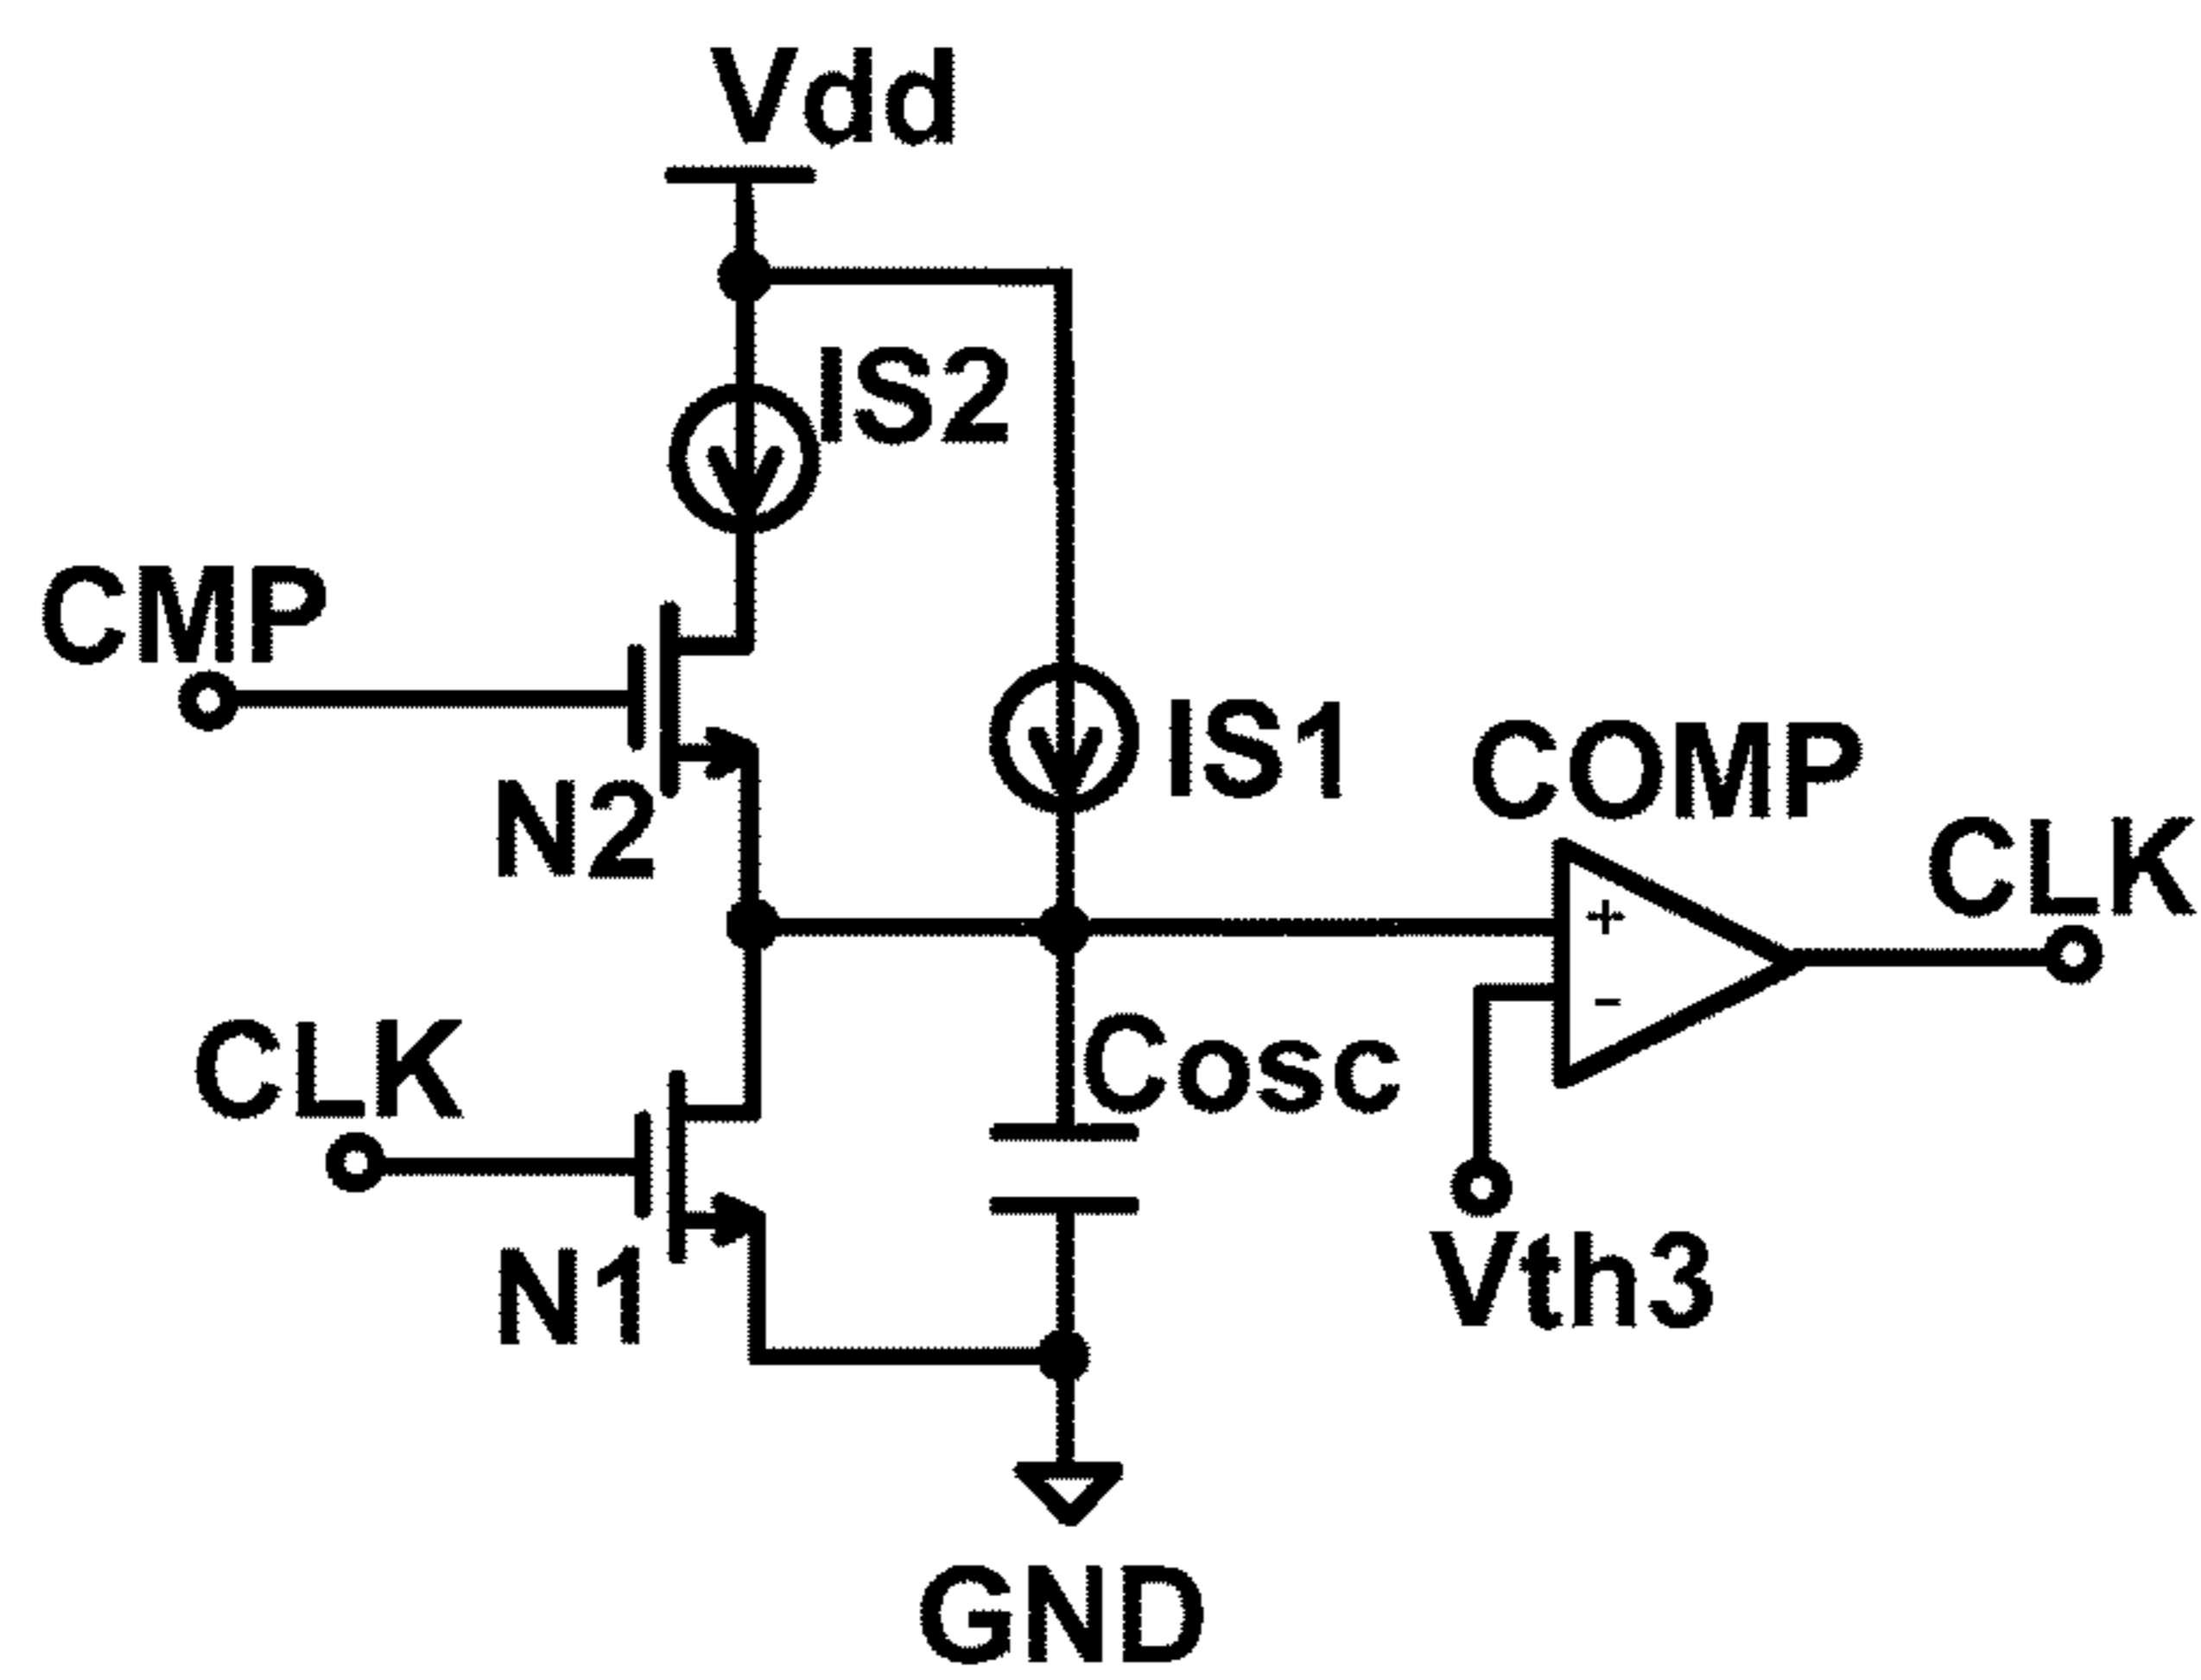 Vdd
IS2
CMP
IS1
COMP
N2
CLK
+
-
CLK
Cosc
N1
Vth3
GND